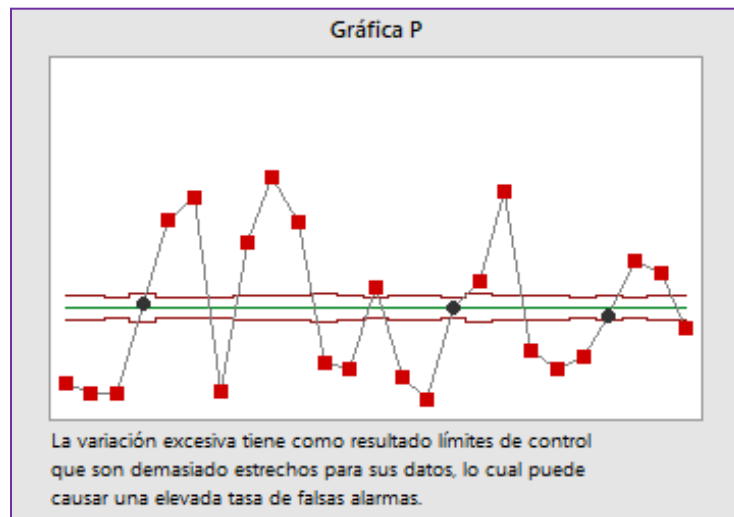 Gráfica P
La variación excesiva tiene como resultado límites de control
que son demasiado estrechos para sus datos, lo cual puede
causar una elevada tasa de falsas alarmas.